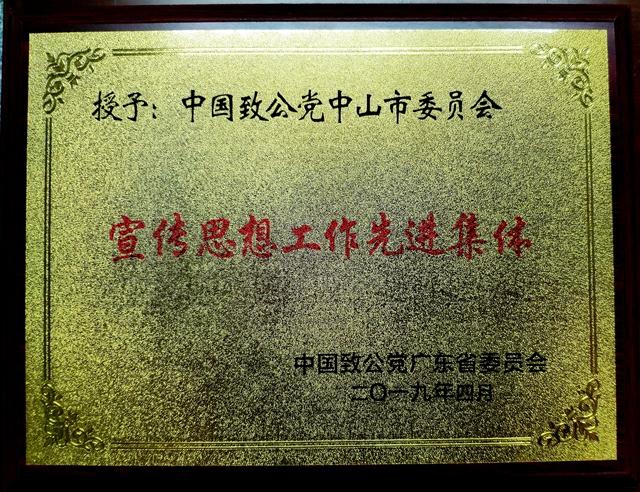 授予：中国致公党中山市委员会
宣传思想工作先进集体
中国致公党广东省委员会
二〇一九年四月